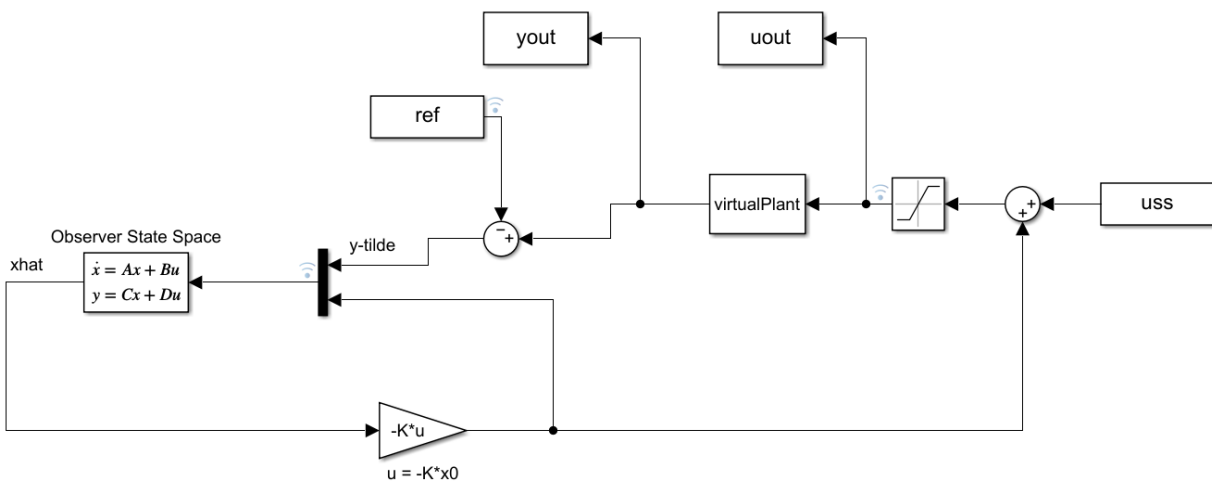 yout
uout
ref
virtualPlant
uss
−
+
+
+
Observer State Space
y-tilde
xhat
ẋ = Ax + Bu
y = Cx + Du
-K*u
u = -K*x0